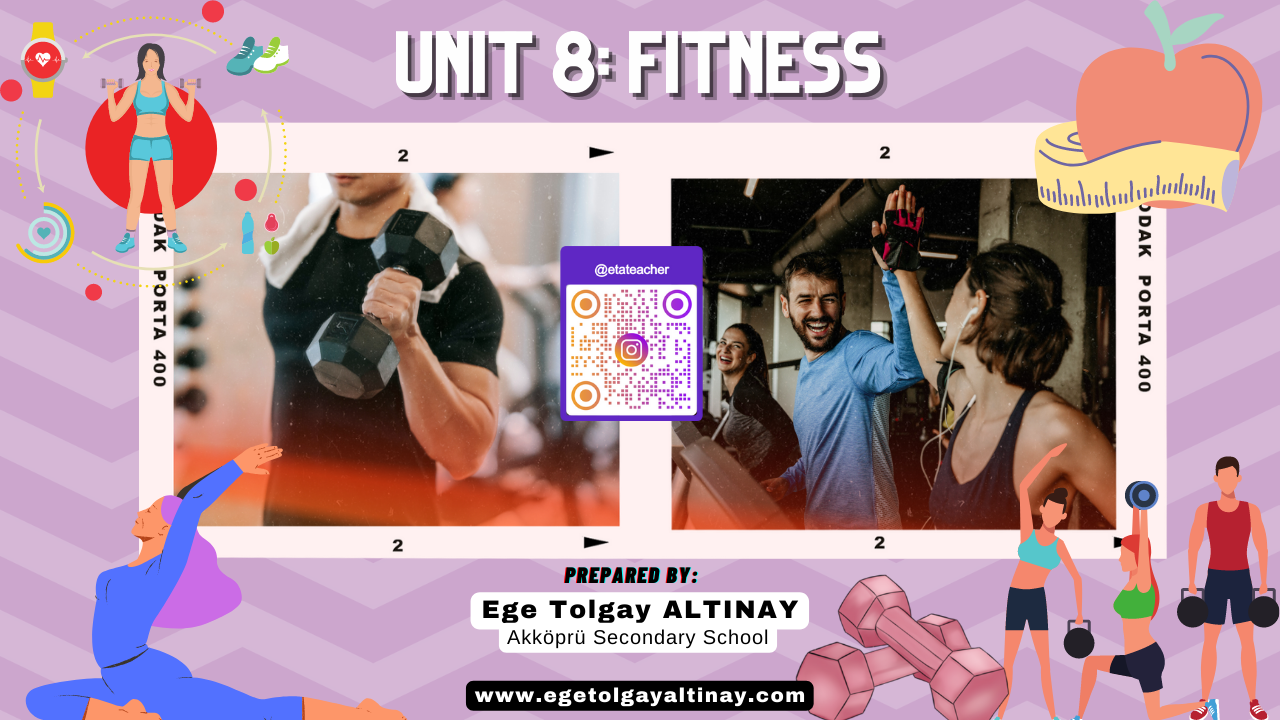 UNIT 8: FITNESS
2
2
DAK PORTA 400
ODAK PORTA 400
@etateacher
2
2
PREPARED BY:
Ege Tolgay ALTINAY
Akköprü Secondary School
www.egetolgayaltinay.com